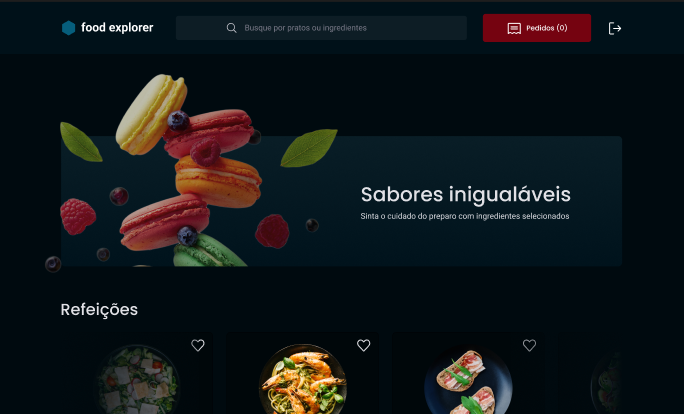 food explorer
Busque por pratos ou ingredientes
Pedidos (0)
Sabores inigualáveis
Sinta o cuidado do preparo com ingredientes selecionados
Refeições